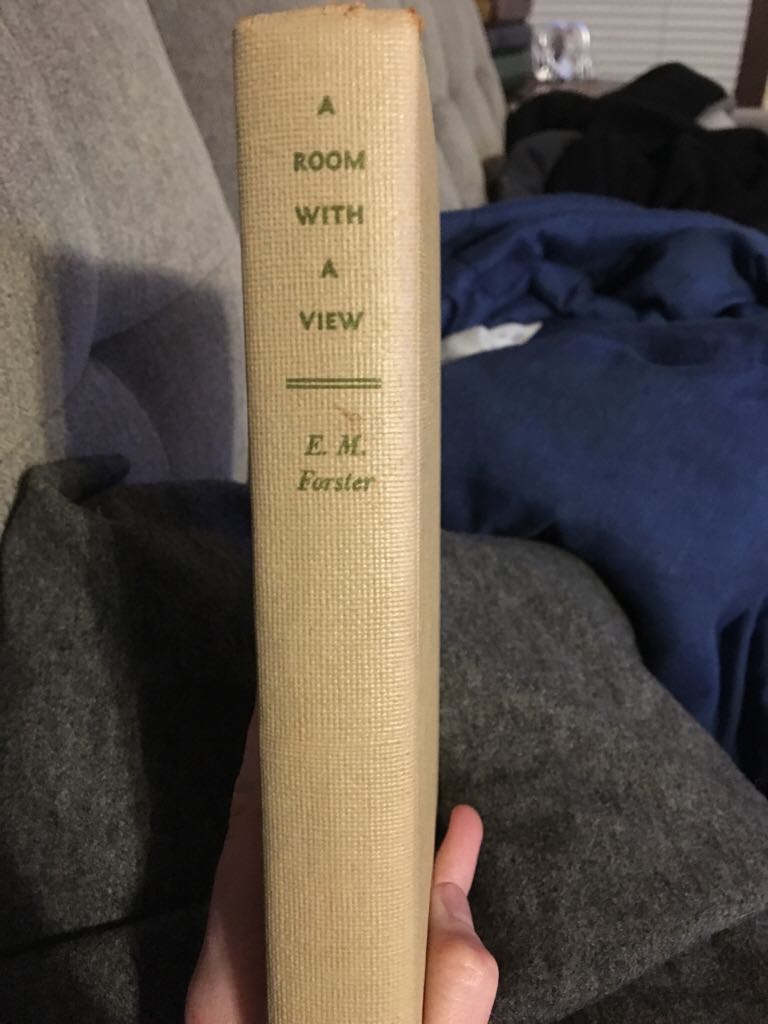 A
ROOM
WITH
A
VIEW
E. M.
Forster